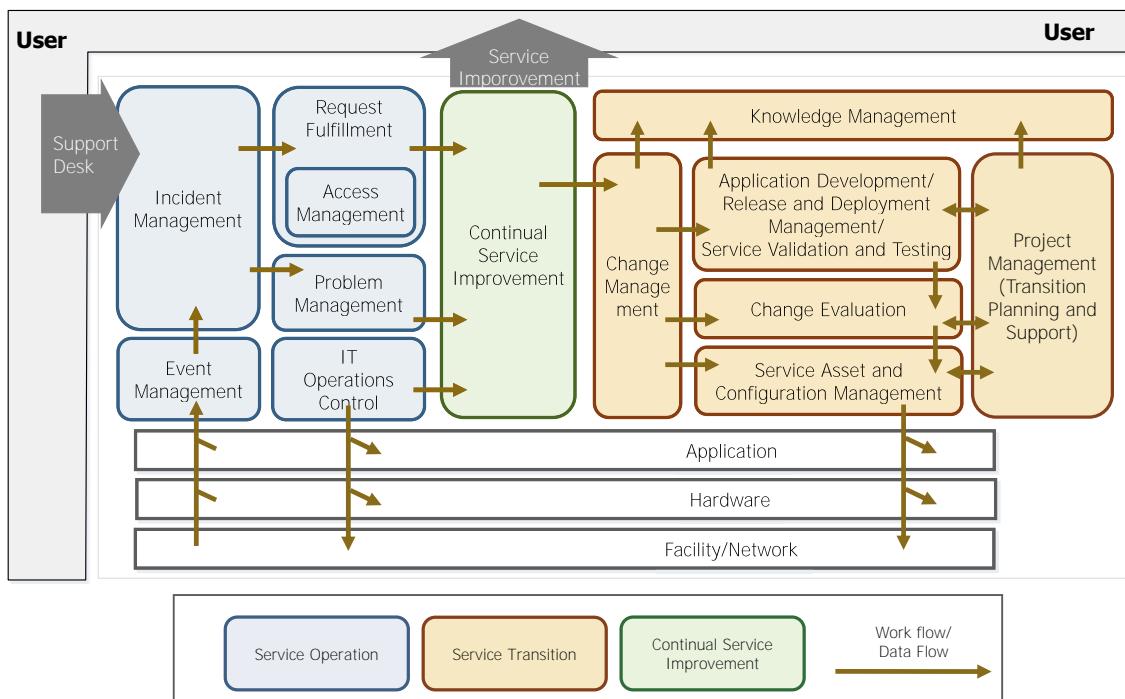 User
User
Service
Imporovement
Support
Desk
Incident
Management
Request
Fulfillment
Access
Management
Problem
Management
Event
Management
IT
Operations
Control
Continual
Service
Improvement
Knowledge Management
Change
Manage
ment
Application Development/
Release and Deployment
Management/
Service Validation and Testing
Change Evaluation
Service Asset and
Configuration Management
Project
Management
(Transition
Planning and
Support)
Application
Hardware
Facility/Network
Service Operation
Service Transition
Continual Service
Improvement
Work flow/
Data Flow